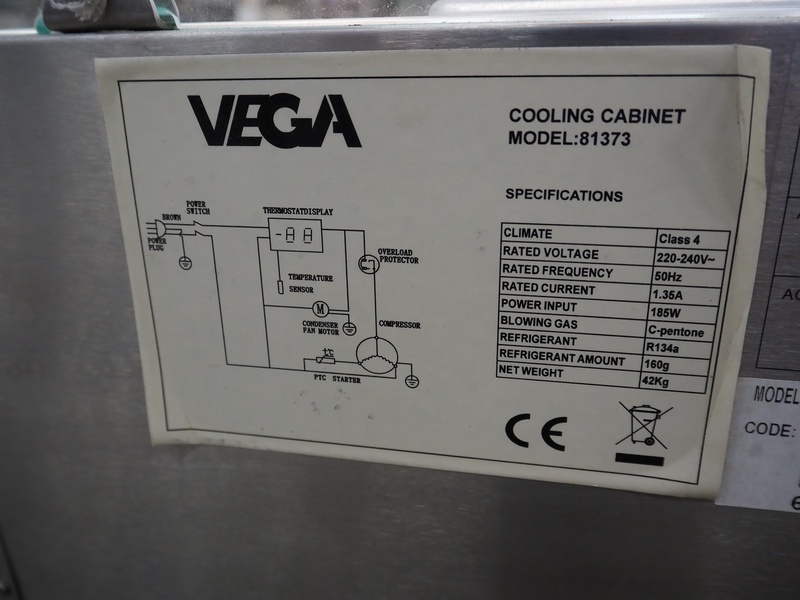 VEGA
COOLING CABINET
MODEL:81373
SPECIFICATIONS
CLIMATE Class 4
RATED VOLTAGE 220-240V~
RATED FREQUENCY 50Hz
RATED CURRENT 1.35A
POWER INPUT 185W
BLOWING GAS C-pentone
REFRIGERANT R134a
REFRIGERANT AMOUNT 160g
NET WEIGHT 42Kg
POWER
SWITCH
BROWN
POWER
PLUG
THERMOSTATDISPLAY
OVERLOAD
PROTECTOR
TEMPERATURE
SENSOR
M
CONDENSER
FAN MOTOR
COMPRESSOR
PTC STARTER
CE
MODEL
CODE: